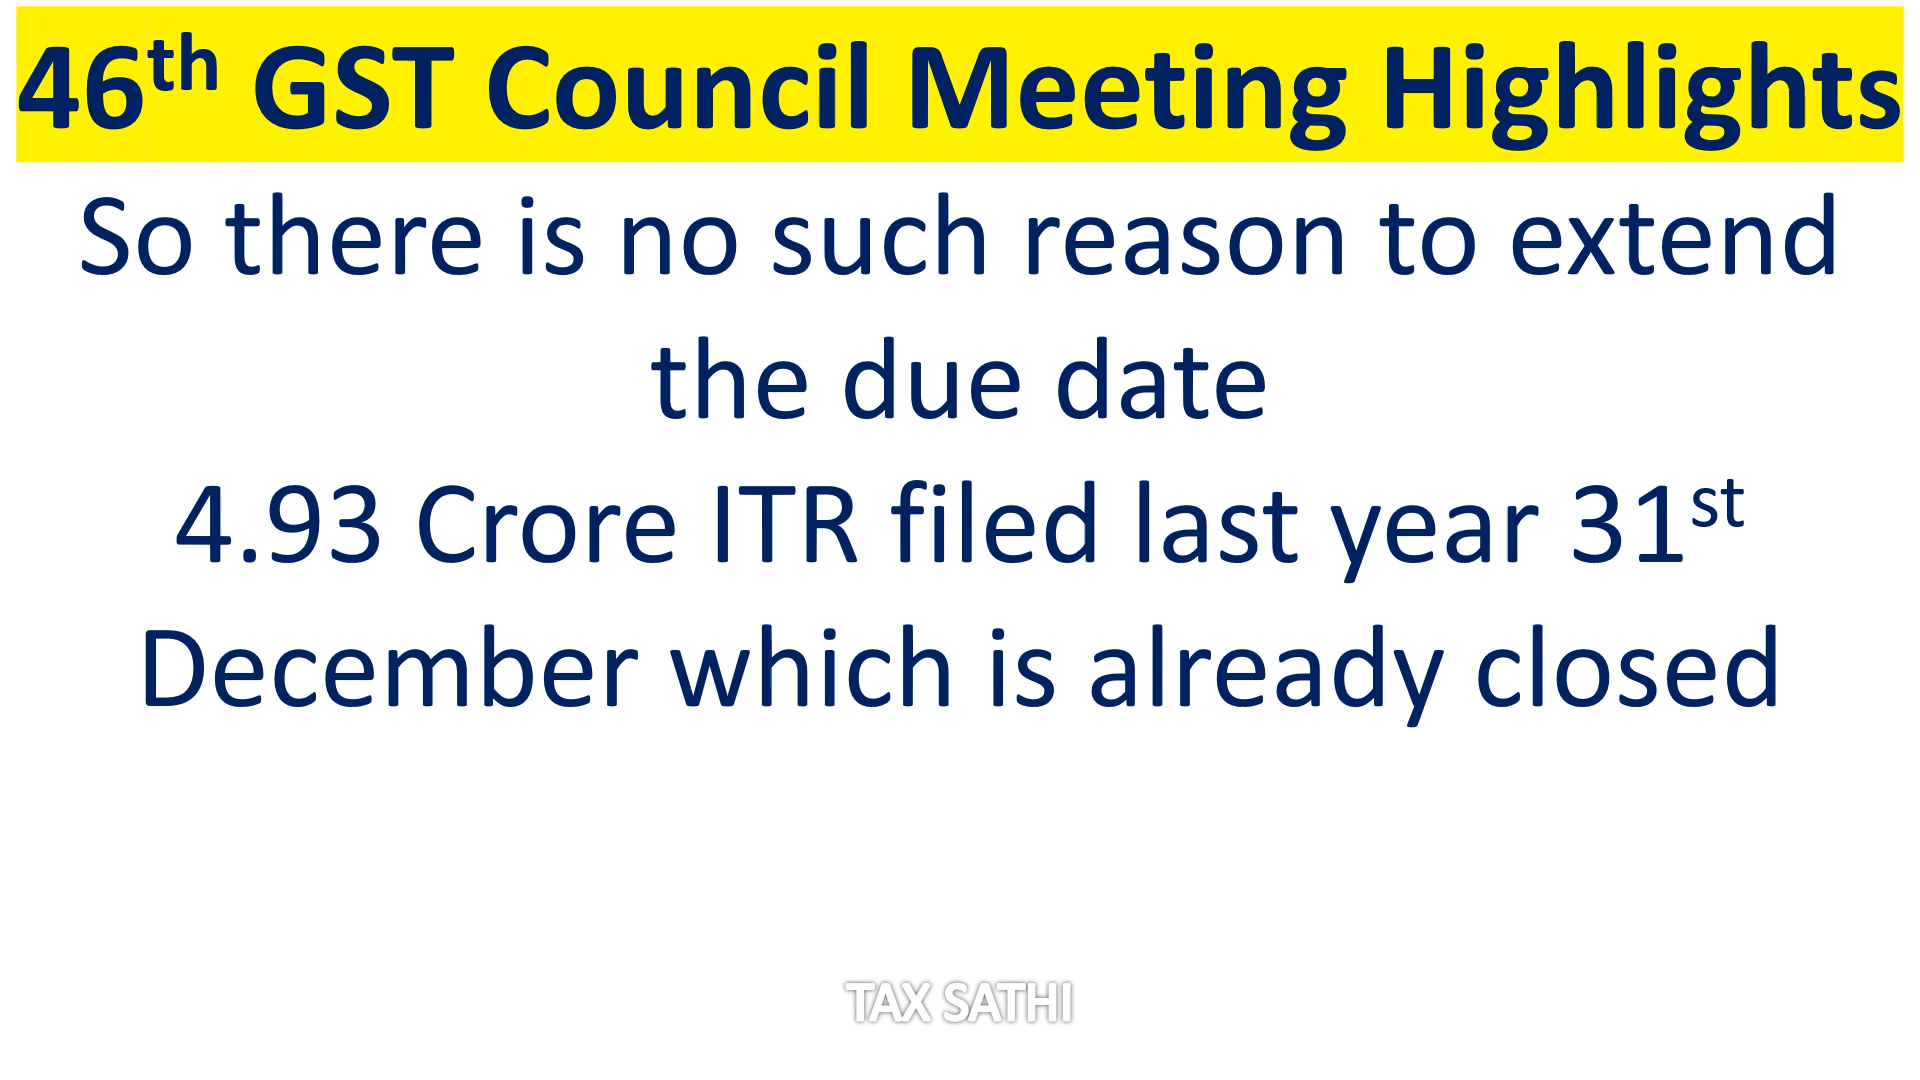 46th GST Council Meeting Highlights
So there is no such reason to extend
the due date
4.93 Crore ITR filed last year 31st
December which is already closed
TAX SATHI